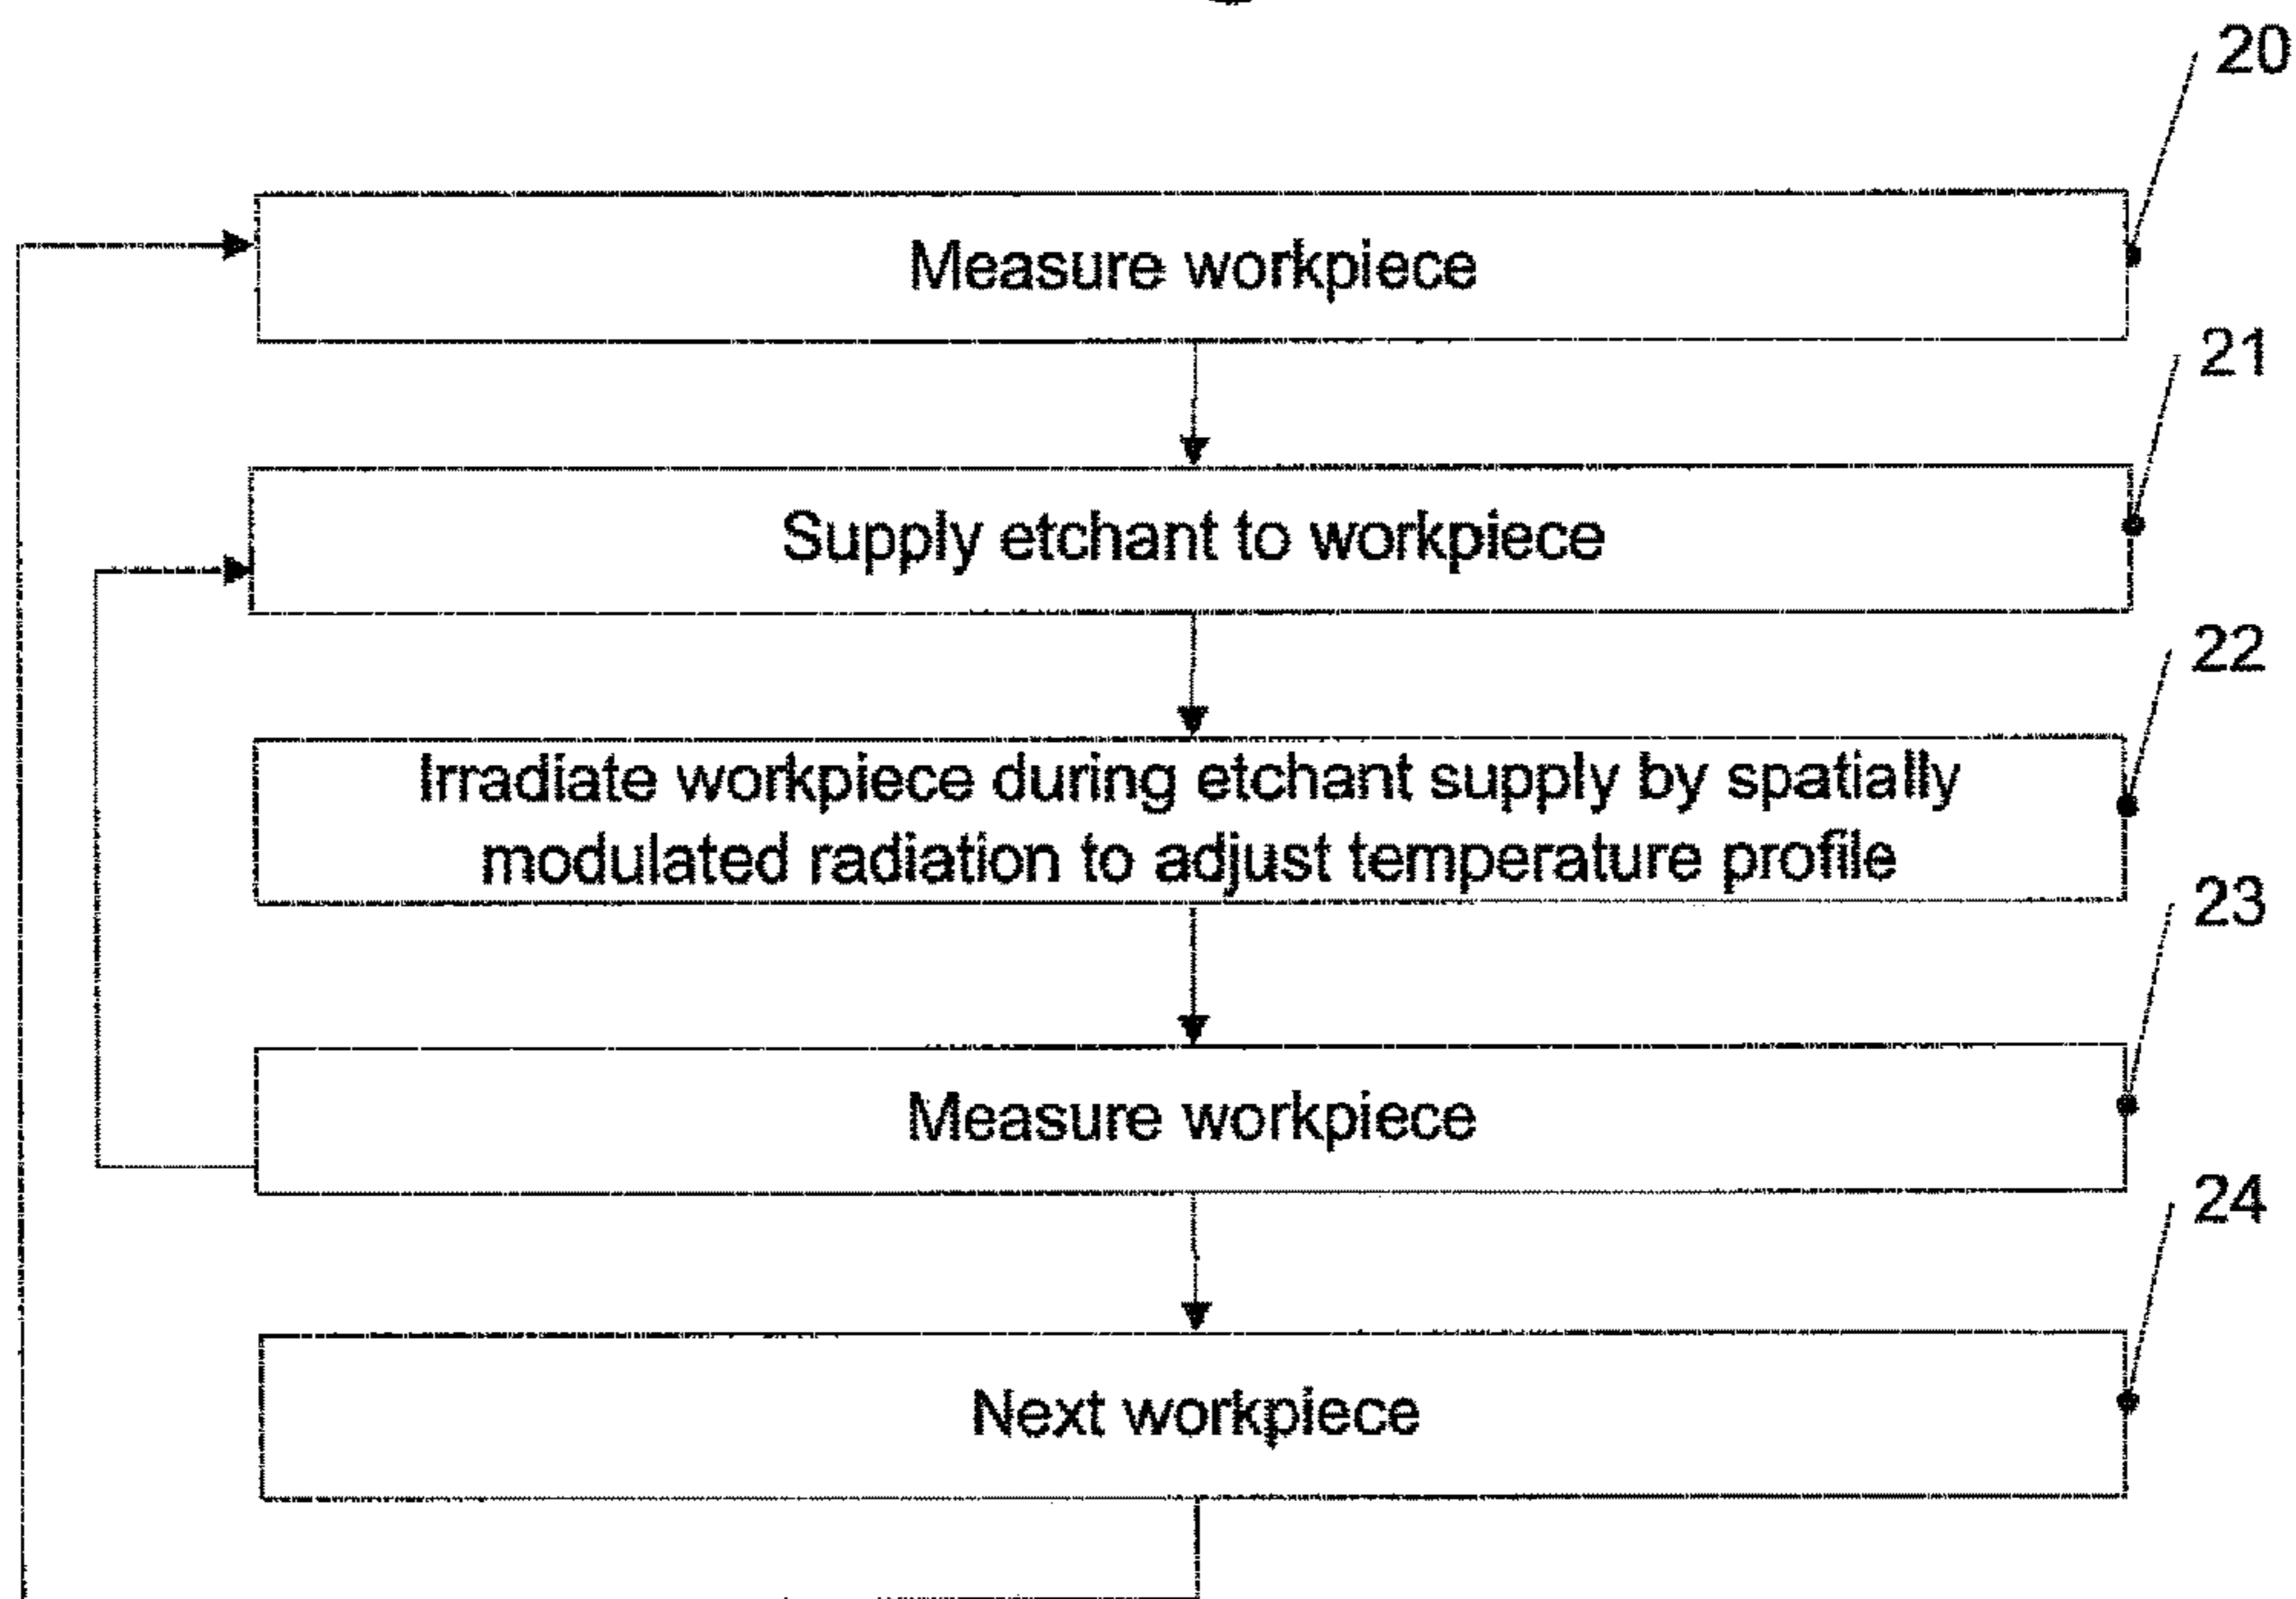 20
Measure workpiece
21
Supply etchant to workpiece
22
Irradiate workpiece during etchant supply by spatially
modulated radiation to adjust temperature profile
23
Measure workpiece
24
Next workpiece